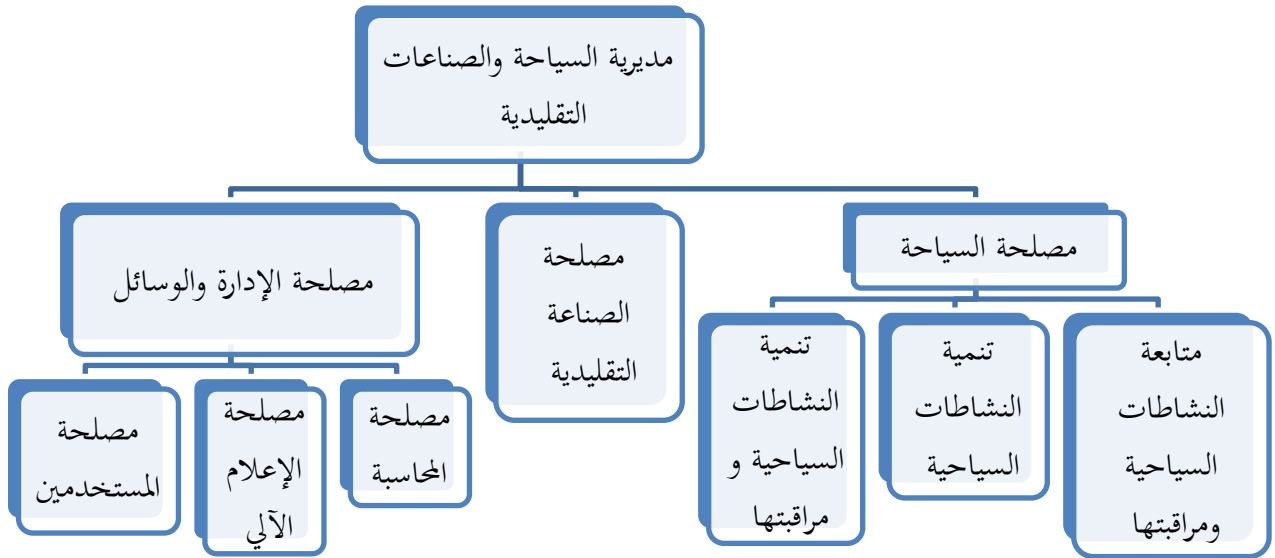 مديرية السياحة والصناعات
التقليدية
مصلحة السياحة
مصلحة
الصناعة
التقليدية
مصلحة الإدارة والوسائل
متابعة
النشاطات
السياحية
ومراقبتها
تنمية
النشاطات
السياحية
تنمية
النشاطات
السياحية و
مراقبتها
مصلحة
المحاسبة
مصلحة
الإعلام
الآلي
مصلحة
المستخدمين